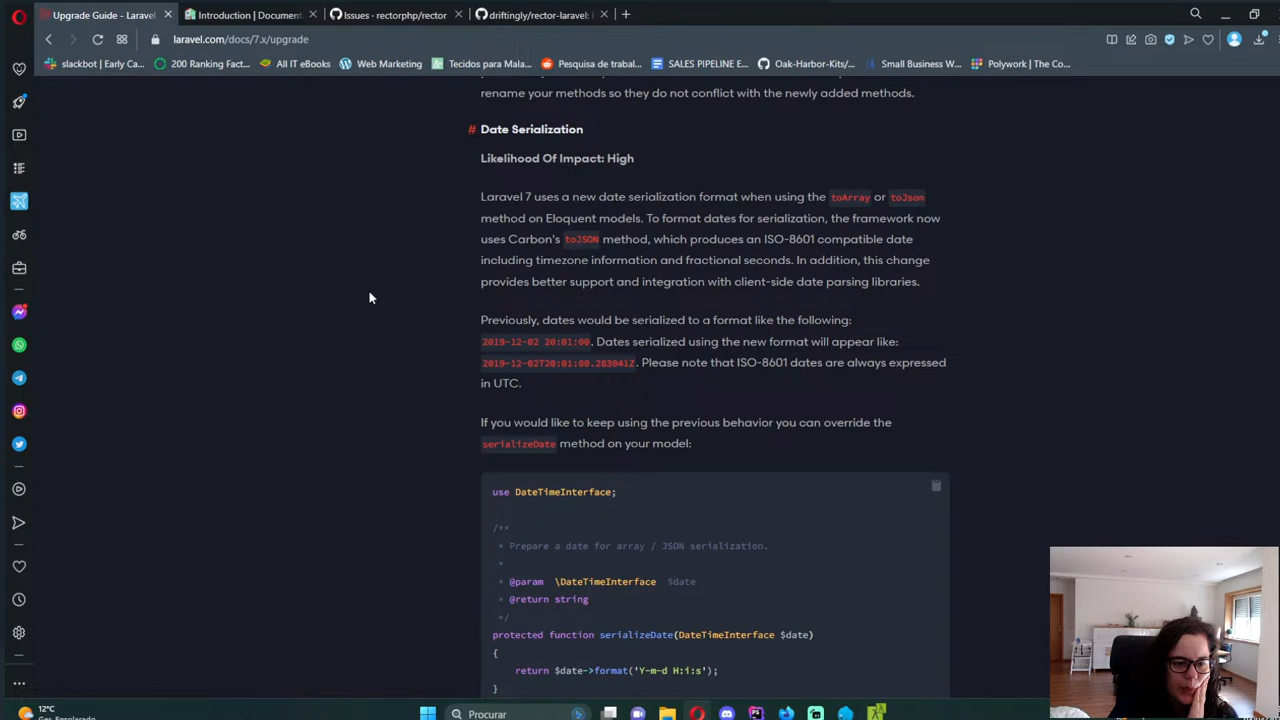 Upgrade Guide - Laravel
Introduction | Document
Issues · rectorphp/rector
driftingly/rector-laravel:
laravel.com/docs/7.x/upgrade
slackbot | Early Ca...
200 Ranking Fact...
All IT eBooks
Web Marketing
Tecidos para Mala...
Pesquisa de trabal...
SALES PIPELINE E...
Oak-Harbor-Kits/...
Small Business W...
Polywork | The Co...
rename your methods so they do not conflict with the newly added methods.
# Date Serialization
Likelihood Of Impact: High
Laravel 7 uses a new date serialization format when using the toArray or toJson
method on Eloquent models. To format dates for serialization, the framework now
uses Carbon's toJSON method, which produces an ISO-8601 compatible date
including timezone information and fractional seconds. In addition, this change
provides better support and integration with client-side date parsing libraries.
Previously, dates would be serialized to a format like the following:
2019-12-02 20:01:00. Dates serialized using the new format will appear like:
2019-12-02T20:01:00.283041Z. Please note that ISO-8601 dates are always expressed
in UTC.
If you would like to keep using the previous behavior you can override the
serializeDate method on your model:
use DateTimeInterface;
/**
* Prepare a date for array / JSON serialization.
*
* @param \DateTimeInterface $date
* @return string
*/
protected function serializeDate(DateTimeInterface $date)
{
return $date->format('Y-m-d H:i:s');
}
12°C
Ger. Ensolarado
Procurar